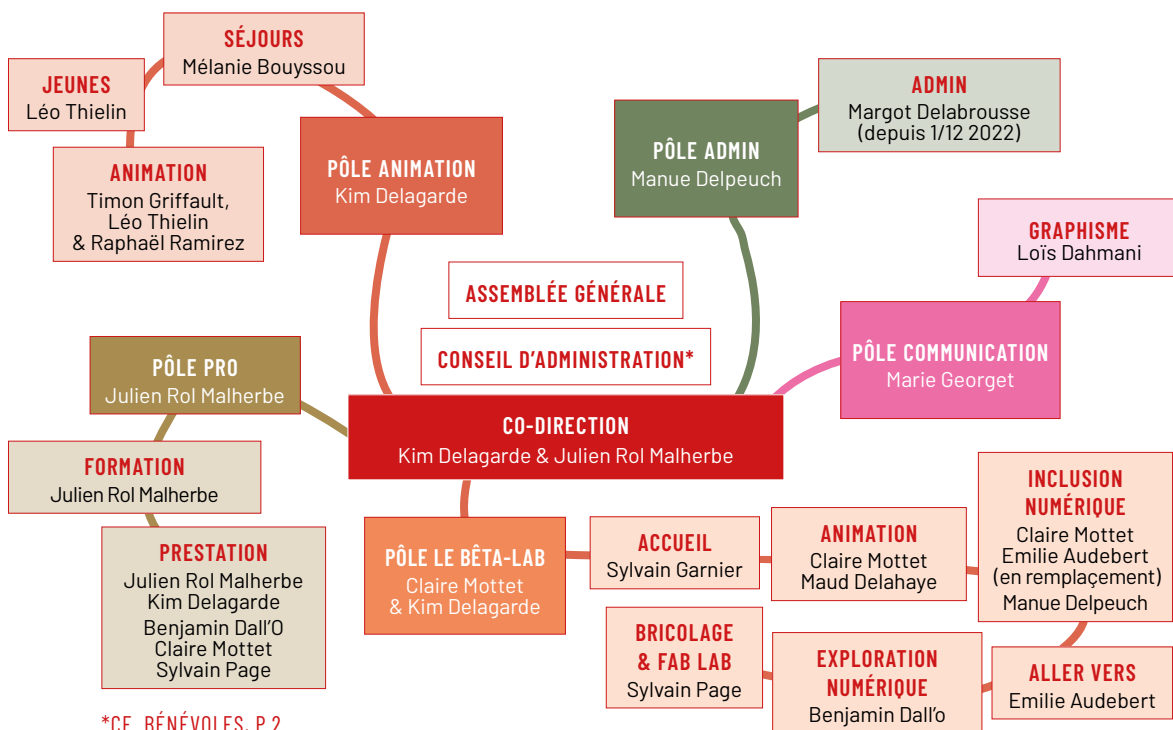 SÉJOURS
Mélanie Bouyssou
JEUNES
Léo Thielin
ANIMATION
Timon Griffault,
Léo Thielin
& Raphaël Ramirez
PÔLE ANIMATION
Kim Delagarde
PÔLE ADMIN
Manue Delpeuch
ADMIN
Margot Delabrousse
(depuis 1/12 2022)
GRAPHISME
Loïs Dahmani
PÔLE COMMUNICATION
Marie Georget
ASSEMBLÉE GÉNÉRALE
CONSEIL D'ADMINISTRATION*
CO-DIRECTION
Kim Delagarde & Julien Rol Malherbe
PÔLE PRO
Julien Rol Malherbe
FORMATION
Julien Rol Malherbe
PRESTATION
Julien Rol Malherbe
Kim Delagarde
Benjamin Dall'O
Claire Mottet
Sylvain Page
PÔLE LE BÊTA-LAB
Claire Mottet
& Kim Delagarde
ACCUEIL
Sylvain Garnier
ANIMATION
Claire Mottet
Maud Delahaye
INCLUSION
NUMÉRIQUE
Claire Mottet
Emilie Audebert
(en remplaçement)
Manue Delpeuch
ALLER VERS
Emilie Audebert
EXPLORATION
NUMÉRIQUE
Benjamin Dall'o
BRICOLAGE
& FAB LAB
Sylvain Page
*CF. BÉNÉVOLES, P.2